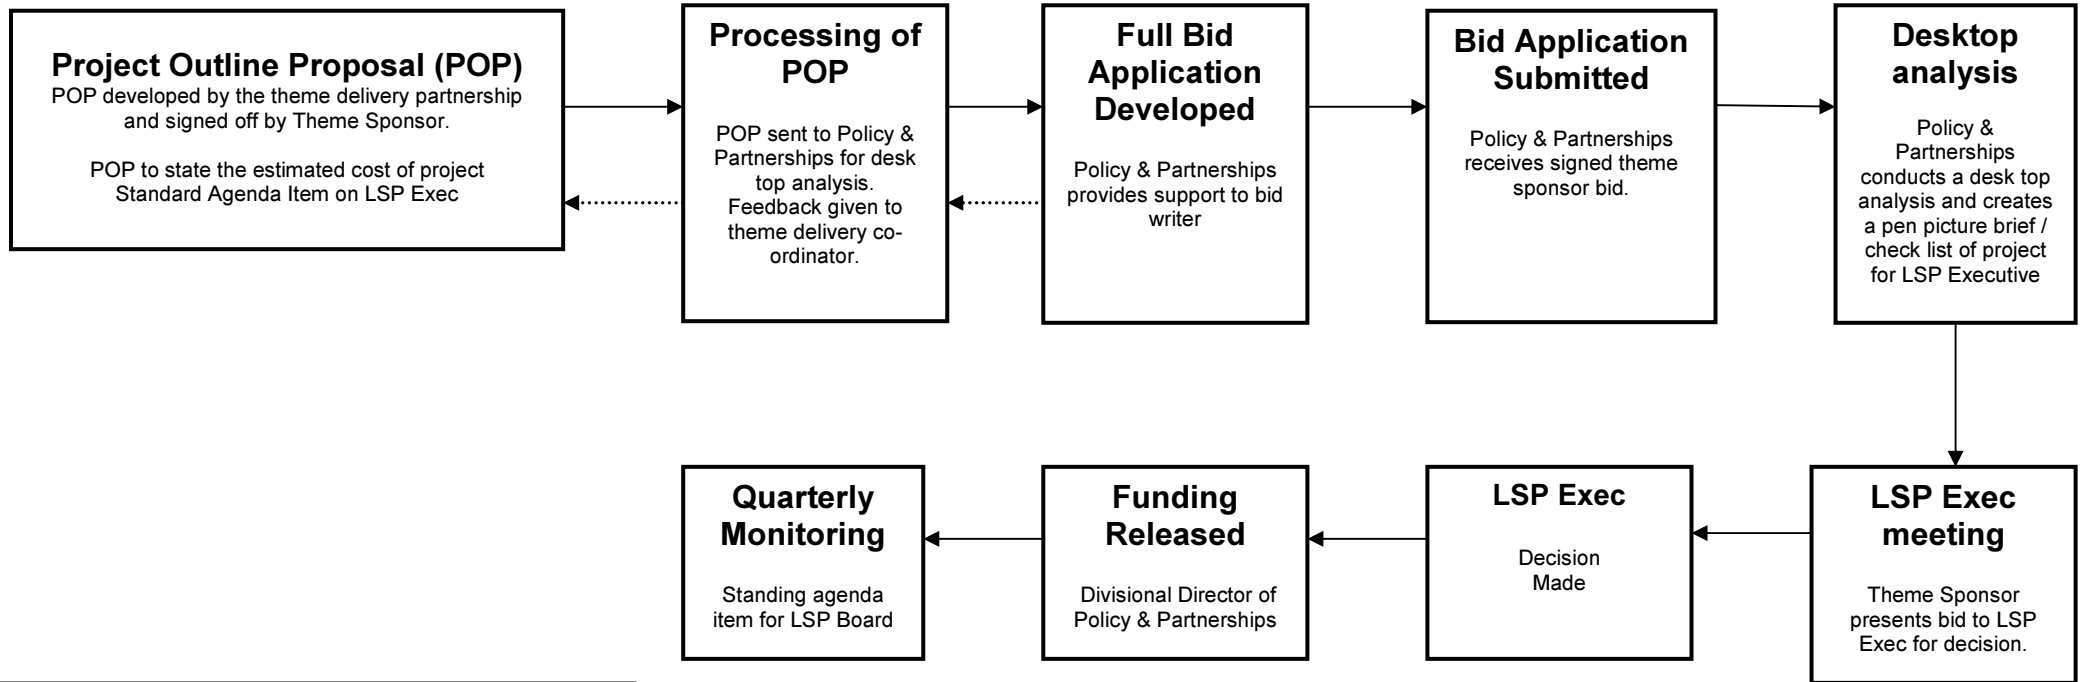 Project Outline Proposal (POP)
POP developed by the theme delivery partnership
and signed off by Theme Sponsor.
POP to state the estimated cost of project
Standard Agenda Item on LSP Exec
Processing of
POP
POP sent to Policy &
Partnerships for desk
top analysis.
Feedback given to
theme delivery co-
ordinator.
Full Bid
Application
Developed
Policy & Partnerships
provides support to bid
writer
Bid Application
Submitted
Policy & Partnerships
receives signed theme
sponsor bid.
Desktop
analysis
Policy &
Partnerships
conducts a desk top
analysis and creates
a pen picture brief /
check list of project
for LSP Executive
LSP Exec
meeting
Theme Sponsor
presents bid to LSP
Exec for decision.
LSP Exec
Decision
Made
Funding
Released
Divisional Director of
Policy & Partnerships
Quarterly
Monitoring
Standing agenda
item for LSP Board